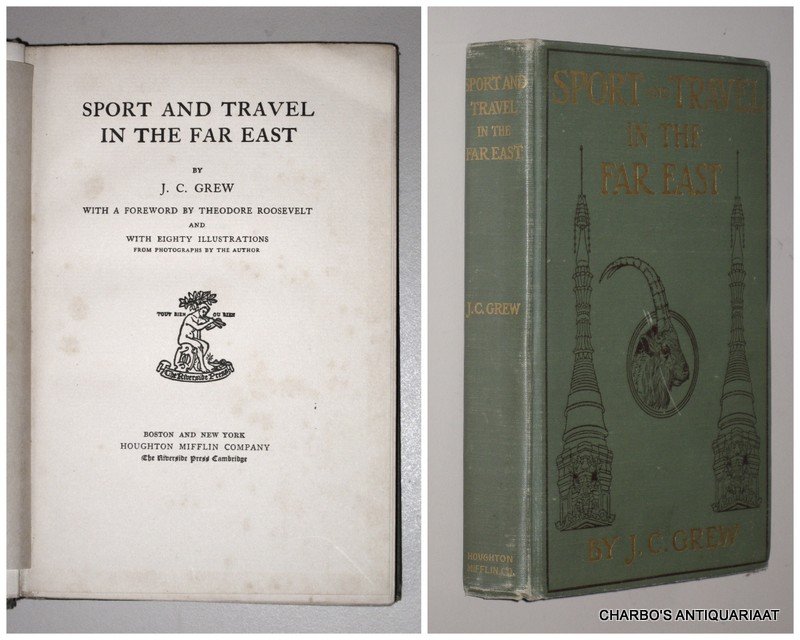 SPORT AND TRAVEL
IN THE FAR EAST
BY
J. C. GREW
WITH A FOREWORD BY THEODORE ROOSEVELT
AND
WITH EIGHTY ILLUSTRATIONS
FROM PHOTOGRAPHS BY THE AUTHOR
TOUT BIEN OU RIEN
The Riverside Press
BOSTON AND NEW YORK
HOUGHTON MIFFLIN COMPANY
The Riverside Press Cambridge
SPORT AND
TRAVEL
IN THE
FAR EAST
J.C. GREW
HOUGHTON
MIFFLIN CO.
SPORT AND TRAVEL
IN THE
FAR EAST
BY J.C. GREW
CHARBO'S ANTIQUARIAAT